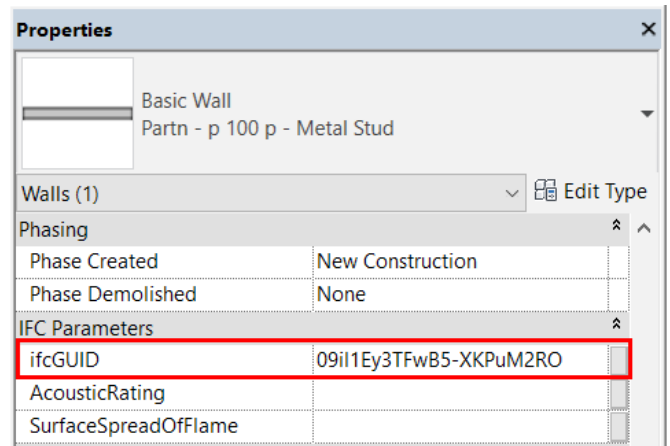 Properties
Basic Wall
Partn - p 100 p - Metal Stud
Walls (1) Edit Type
Phasing
Phase Created New Construction
Phase Demolished None
IFC Parameters
ifcGUID 09iI1Ey3TFwB5-XKPuM2RO
AcousticRating
SurfaceSpreadOfFlame